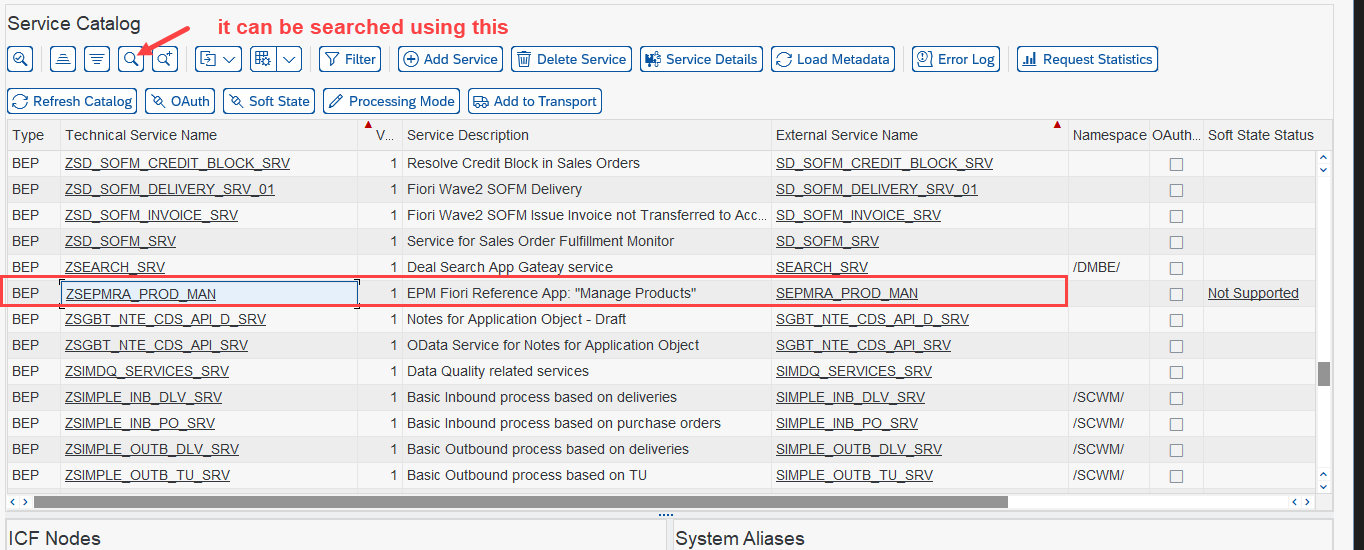 Service Catalog
it can be searched using this
Filter Add Service Delete Service Service Details Load Metadata Error Log Request Statistics
Refresh Catalog OAuth Soft State Processing Mode Add to Transport
Type Technical Service Name V... Service Description External Service Name Namespace OAuth... Soft State Status
BEP ZSD_SOFM_CREDIT_BLOCK_SRV 1 Resolve Credit Block in Sales Orders SD_SOFM_CREDIT_BLOCK_SRV
BEP ZSD_SOFM_DELIVERY_SRV_01 1 Fiori Wave2 SOFM Delivery SD_SOFM_DELIVERY_SRV_01
BEP ZSD_SOFM_INVOICE_SRV 1 Fiori Wave2 SOFM Issue Invoice not Transferred to Acc... SD_SOFM_INVOICE_SRV
BEP ZSD_SOFM_SRV 1 Service for Sales Order Fulfillment Monitor SD_SOFM_SRV
BEP ZSEARCH_SRV 1 Deal Search App Gateay service SEARCH_SRV /DMBE/
BEP ZSEPMRA_PROD_MAN 1 EPM Fiori Reference App: "Manage Products" SEPMRA_PROD_MAN Not Supported
BEP ZSGBT_NTE_CDS_API_D_SRV 1 Notes for Application Object - Draft SGBT_NTE_CDS_API_D_SRV
BEP ZSGBT_NTE_CDS_API_SRV 1 OData Service for Notes for Application Object SGBT_NTE_CDS_API_SRV
BEP ZSIMDQ_SERVICES_SRV 1 Data Quality related services SIMDQ_SERVICES_SRV
BEP ZSIMPLE_INB_DLV_SRV 1 Basic Inbound process based on deliveries SIMPLE_INB_DLV_SRV /SCWM/
BEP ZSIMPLE_INB_PO_SRV 1 Basic Inbound process based on purchase orders SIMPLE_INB_PO_SRV /SCWM/
BEP ZSIMPLE_OUTB_DLV_SRV 1 Basic Outbound process based on deliveries SIMPLE_OUTB_DLV_SRV /SCWM/
BEP ZSIMPLE_OUTB_TU_SRV 1 Basic Outbound process based on TU SIMPLE_OUTB_TU_SRV /SCWM/
ICF Nodes System Aliases